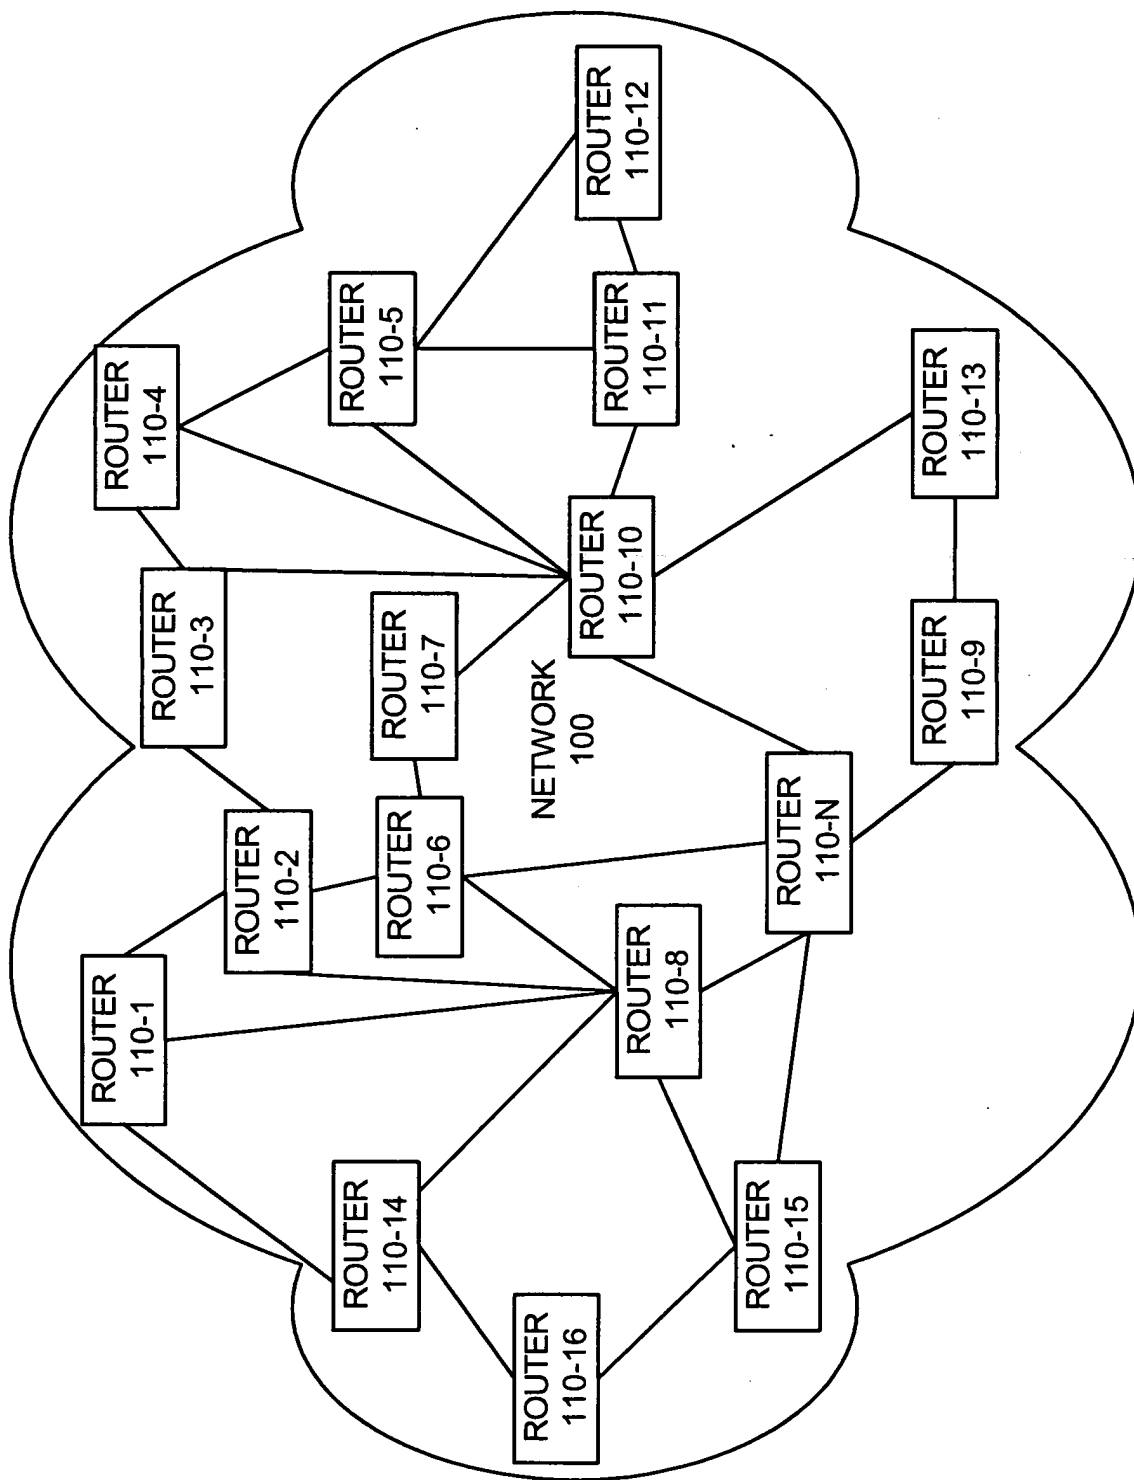 ROUTER
110-1
ROUTER
110-2
ROUTER
110-3
ROUTER
110-4
ROUTER
110-14
ROUTER
110-6
ROUTER
110-7
ROUTER
110-5
ROUTER
110-16
NETWORK
100
ROUTER
110-8
ROUTER
110-10
ROUTER
110-11
ROUTER
110-12
ROUTER
110-15
ROUTER
110-N
ROUTER
110-9
ROUTER
110-13